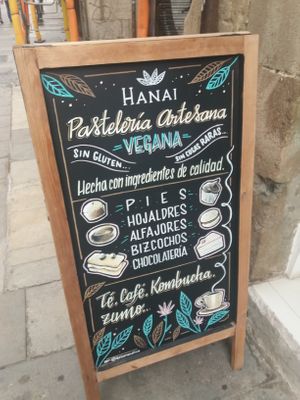 HANAI
Pastelería Artesana
VEGANA
SIN GLUTEN...
SIN COSAS RARAS...
Hecha con ingredientes de calidad.
PIES
HOJALDRES
ALFAJORES
BIZCOCHOS
CHOCOLATERÍA
Té. Café. Kombucha.
zumo...